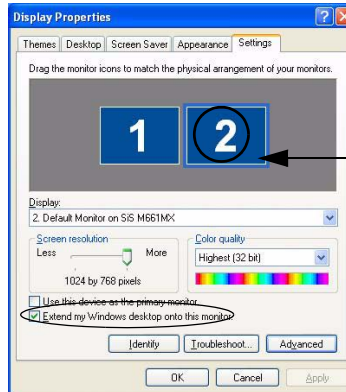 Display Properties
Themes Desktop Screen Saver Appearance Settings
Drag the monitor icons to match the physical arrangement of your monitors.
1 2
Display:
2. Default Monitor on SiS M661MX
Screen resolution
Less More
1024 by 768 pixels
Color quality
Highest (32 bit)
Use this device as the primary monitor
Extend my Windows desktop onto this monitor
Identify Troubleshoot... Advanced
OK Cancel Apply